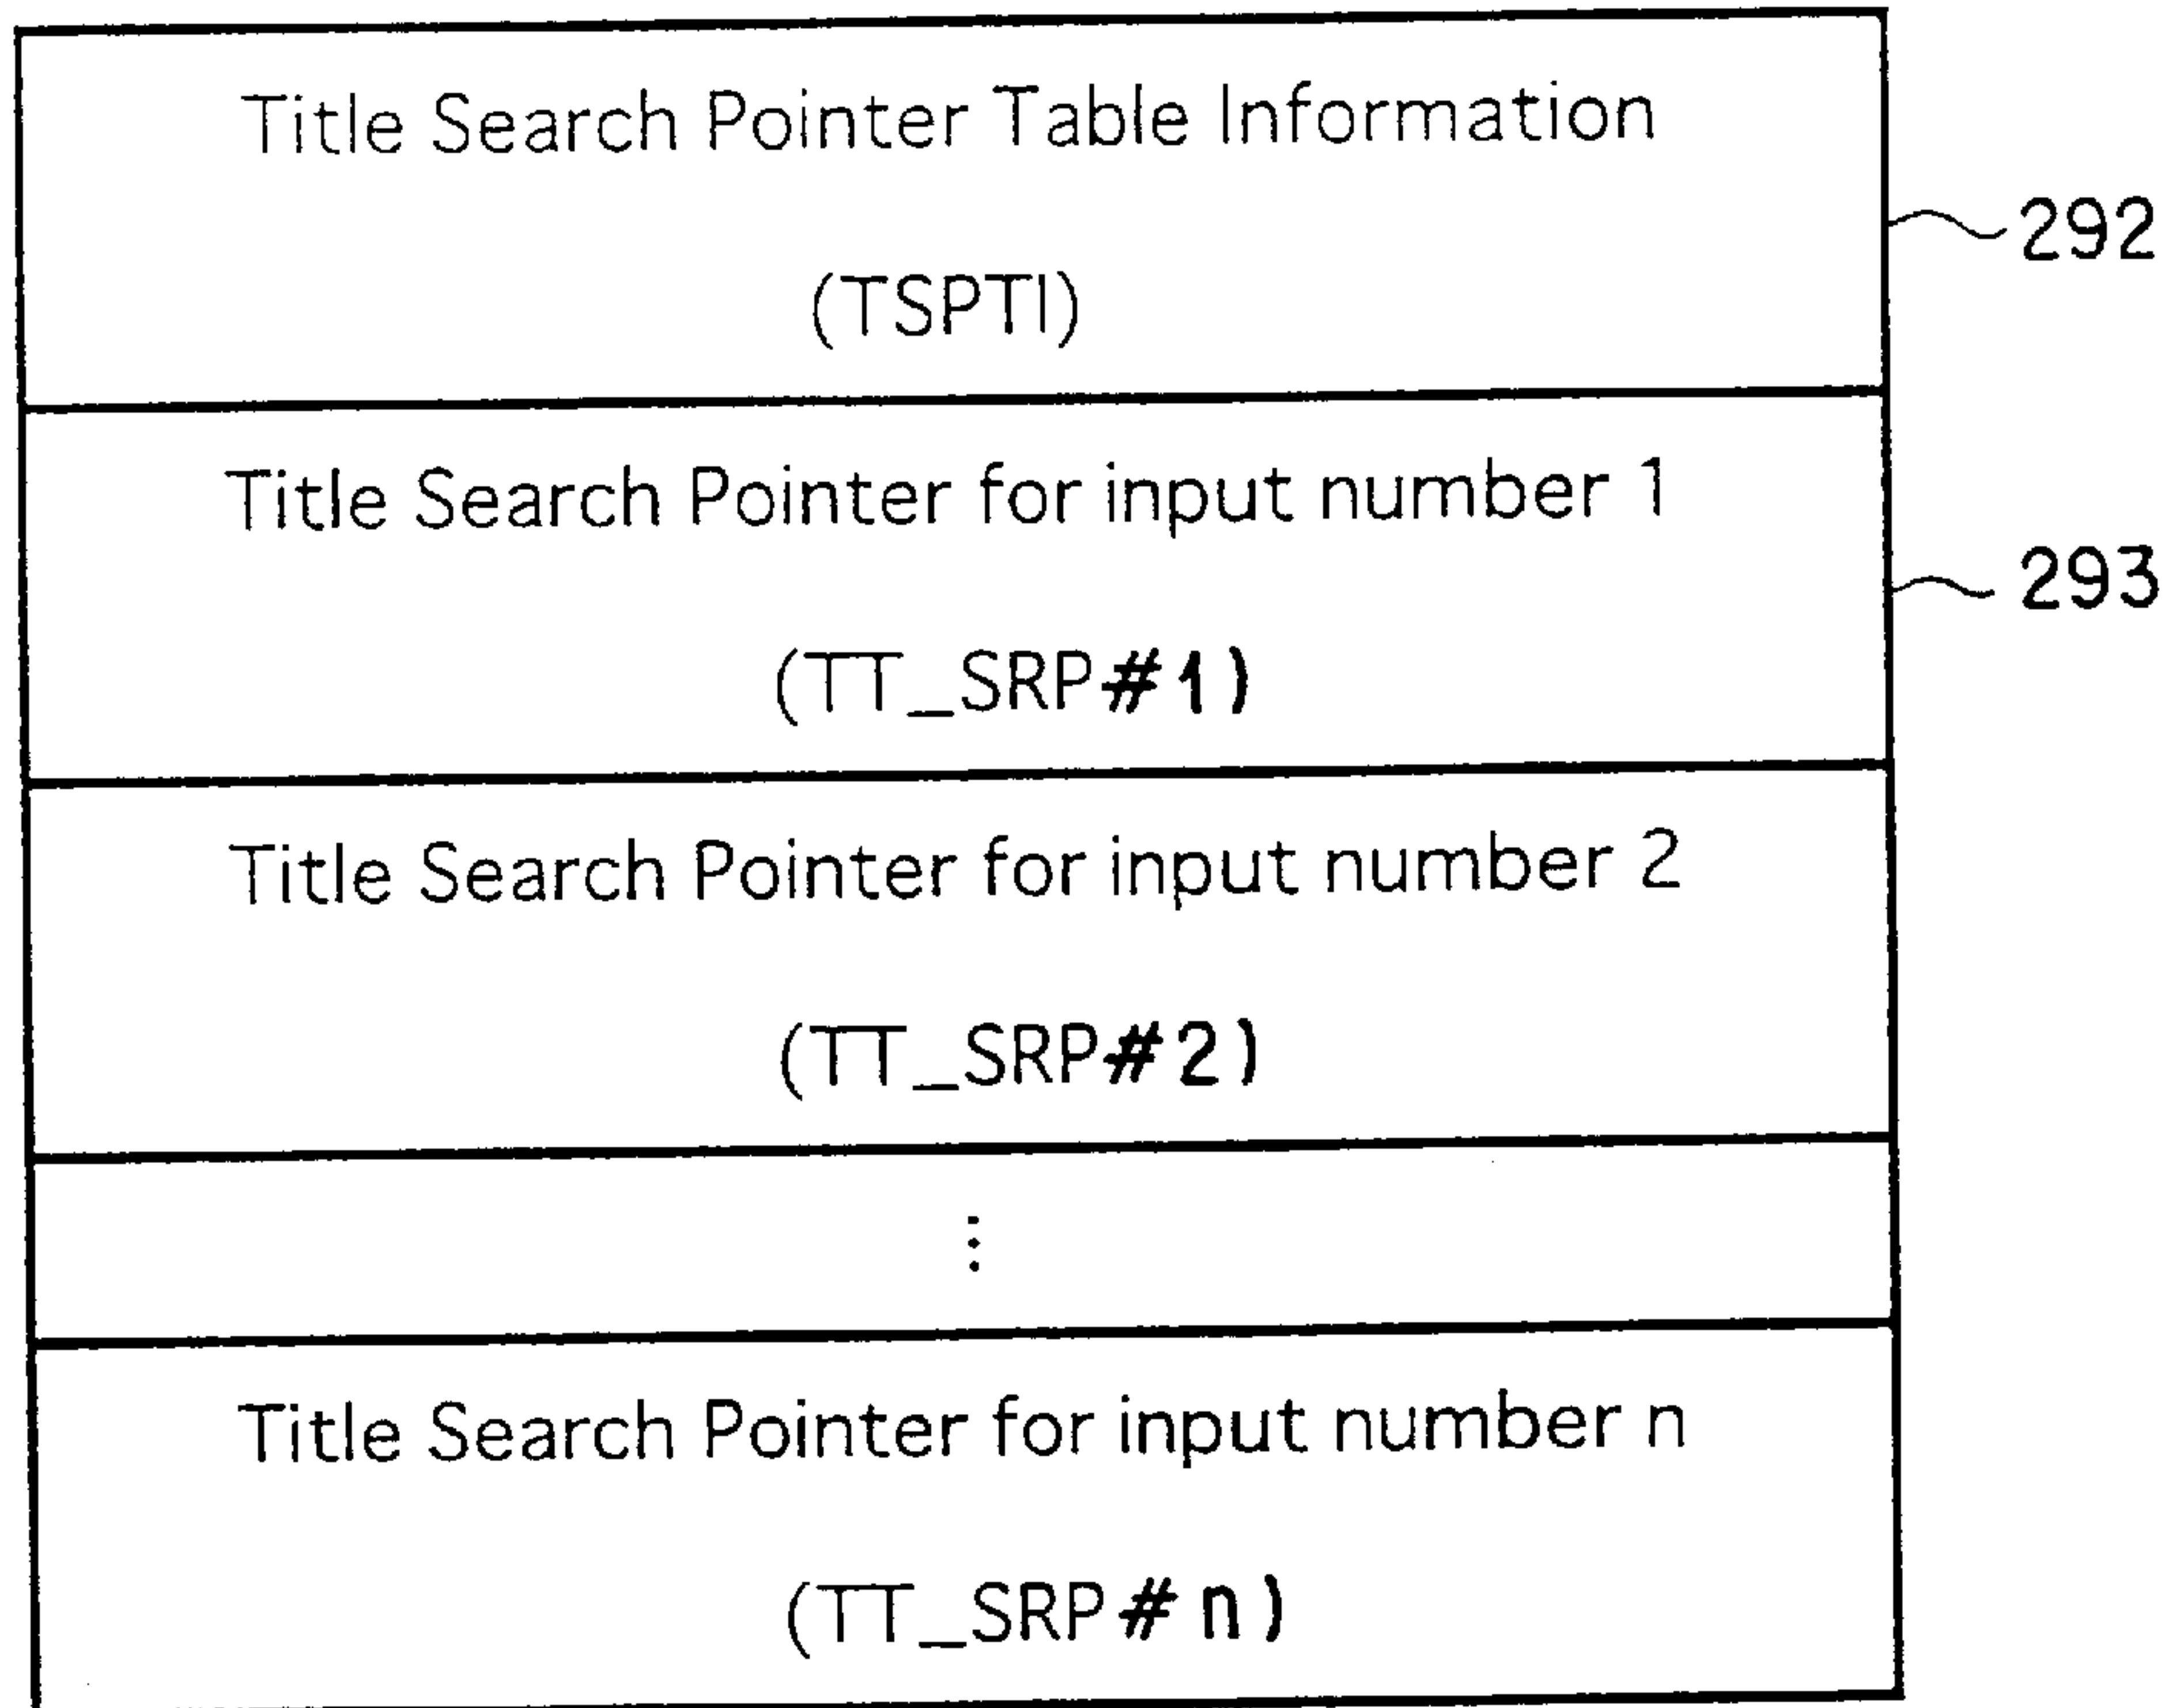 Title Search Pointer Table Information
(TSPTI)
292
Title Search Pointer for input number 1
(TT_SRP#1)
293
Title Search Pointer for input number 2
(TT_SRP#2)
⋮
Title Search Pointer for input number n
(TT_SRP#n)